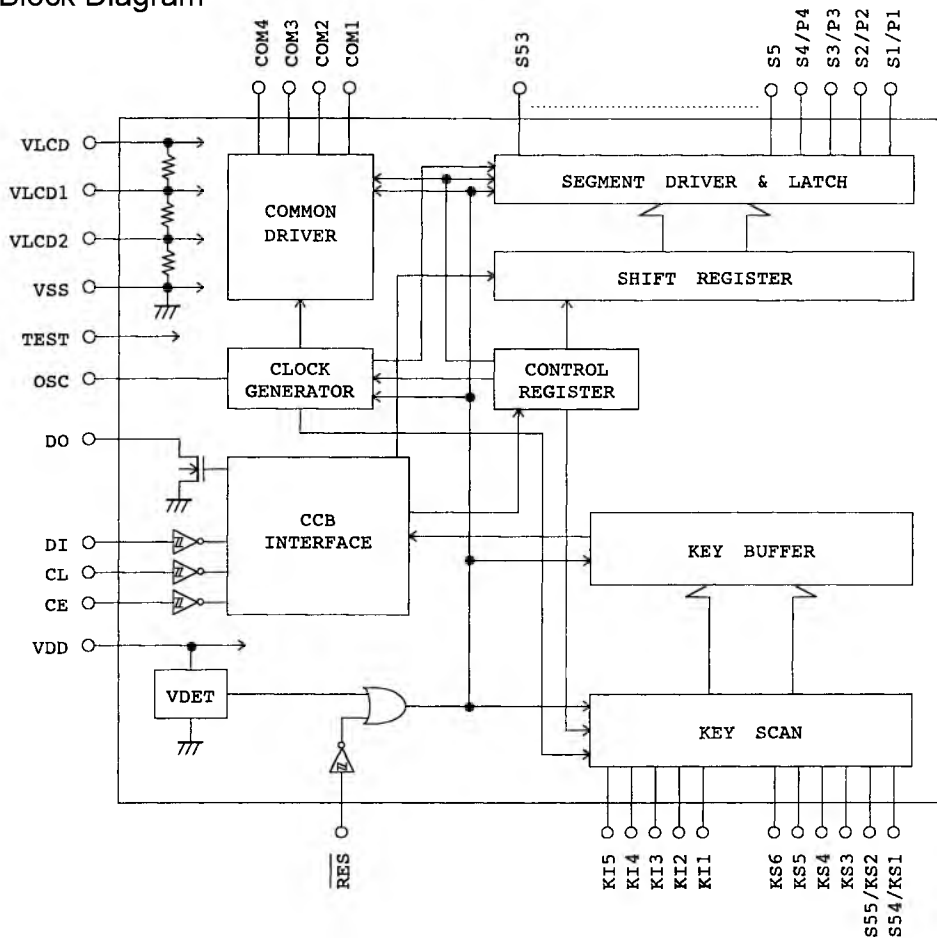 Block Diagram
COM4
COM3
COM2
COM1
S53
S5
S4/P4
S3/P3
S2/P2
S1/P1
VLCD
VLCD1
VLCD2
VSS
TEST
OSC
DO
DI
CL
CE
VDD
COMMON
DRIVER
SEGMENT DRIVER & LATCH
SHIFT REGISTER
CLOCK
GENERATOR
CONTROL
REGISTER
CCB
INTERFACE
KEY BUFFER
VDET
KEY SCAN
RES
KI5
KI4
KI3
KI2
KI1
KS6
KS5
KS4
KS3
S55/KS2
S54/KS1